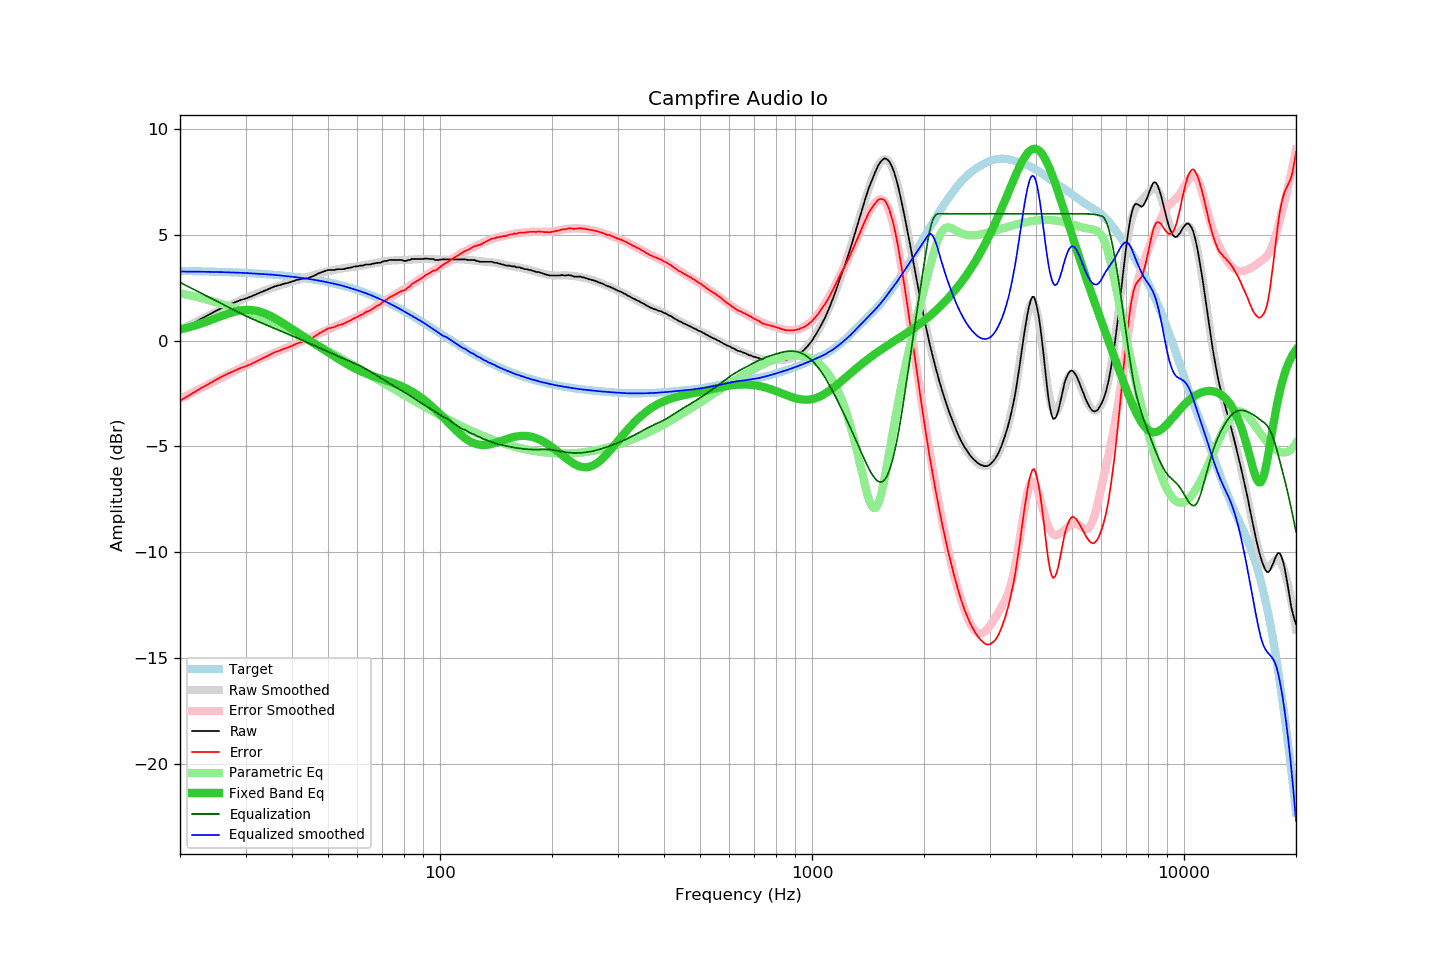 Campfire Audio Io
10
5
0
−5
−10
−15
−20
Amplitude (dBr)
Target
Raw Smoothed
Error Smoothed
Raw
Error
Parametric Eq
Fixed Band Eq
Equalization
Equalized smoothed
100
1000
10000
Frequency (Hz)